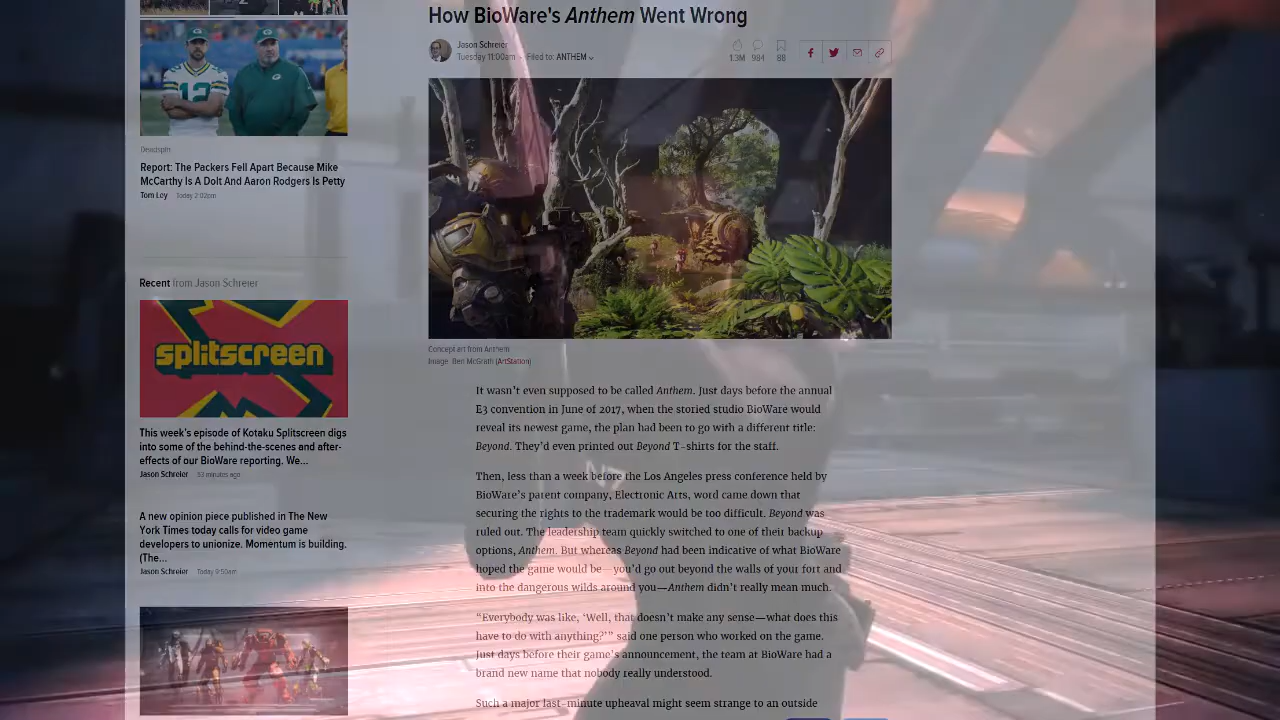 How BioWare's Anthem Went Wrong
Jason Schreier
Tuesday 11:00am · Filed to: ANTHEM
1.3M 984 88
Deadspin
Report: The Packers Fell Apart Because Mike
McCarthy Is A Dolt And Aaron Rodgers Is Petty
Tom Ley Today 2:02pm
Recent from Jason Schreier
splitscreen
This week's episode of Kotaku Splitscreen digs
into some of the behind-the-scenes and after-
effects of our BioWare reporting. We...
Jason Schreier 53 minutes ago
A new opinion piece published in The New
York Times today calls for video game
developers to unionize. Momentum is building.
(The...
Jason Schreier Today 9:50am
Concept art from Anthem
Image: Ben McGrath (ArtStation)
It wasn't even supposed to be called Anthem. Just days before the annual
E3 convention in June of 2017, when the storied studio BioWare would
reveal its newest game, the plan had been to go with a different title:
Beyond. They'd even printed out Beyond T-shirts for the staff.
Then, less than a week before the Los Angeles press conference held by
BioWare's parent company, Electronic Arts, word came down that
securing the rights to the trademark would be too difficult. Beyond was
ruled out. The leadership team quickly switched to one of their backup
options, Anthem. But whereas Beyond had been indicative of what BioWare
hoped the game would be—you'd go out beyond the walls of your fort and
into the dangerous wilds around you—Anthem didn't really mean much.
“Everybody was like, ‘Well, that doesn't make any sense—what does this
have to do with anything?’” said one person who worked on the game.
Just days before their game's announcement, the team at BioWare had a
brand new name that nobody really understood.
Such a major last-minute upheaval might seem strange to an outside